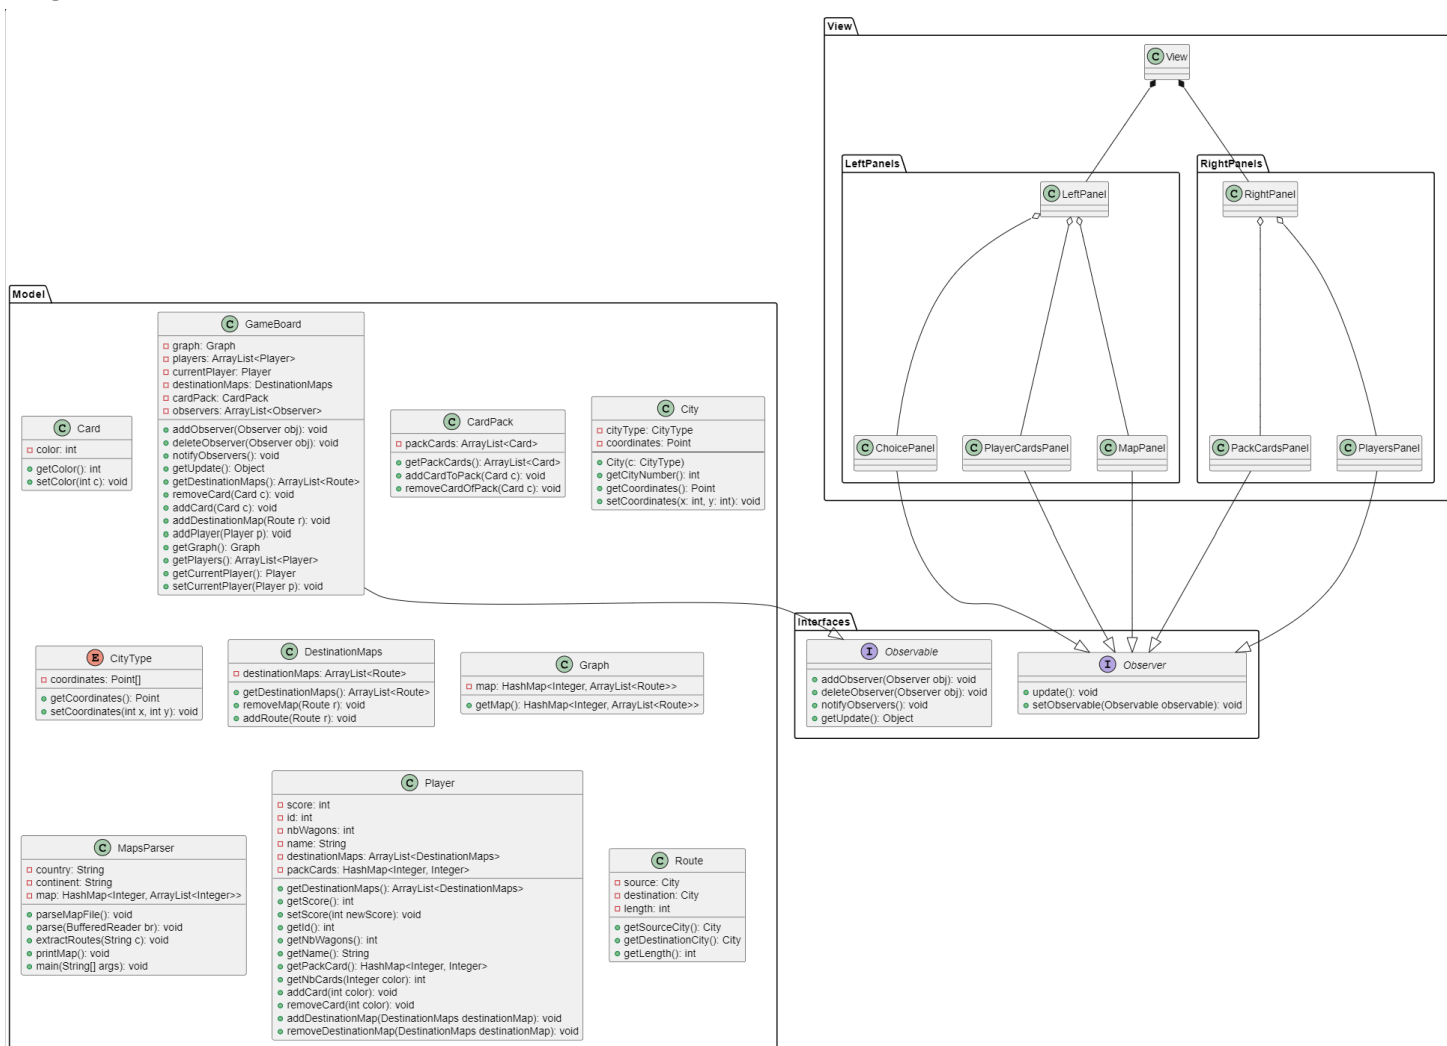 View
C View
LeftPanels
RightPanels
C LeftPanel
C RightPanel
C ChoicePanel
C PlayerCardsPanel
C MapPanel
C PackCardsPanel
C PlayersPanel
Model
C GameBoard
graph: Graph
players: ArrayList<Player>
currentPlayer: Player
destinationMaps: DestinationMaps
cardPack: CardPack
observers: ArrayList<Observer>
addObserver(Observer obj): void
deleteObserver(Observer obj): void
notifyObservers(): void
getUpdate(): Object
getDestinationMaps(): ArrayList<Route>
removeCard(Card c): void
addCard(Card c): void
addDestinationMap(Route r): void
addPlayer(Player p): void
getGraph(): Graph
getPlayers(): ArrayList<Player>
getCurrentPlayer(): Player
setCurrentPlayer(Player p): void
C Card
color: int
getColor(): int
setColor(int c): void
C CardPack
packCards: ArrayList<Card>
getPackCards(): ArrayList<Card>
addCardToPack(Card c): void
removeCardOfPack(Card c): void
C City
cityType: CityType
coordinates: Point
City(c: CityType)
getCityNumber(): int
getCoordinates(): Point
setCoordinates(x: int, y: int): void
E CityType
coordinates: Point[]
getCoordinates(): Point
setCoordinates(int x, int y): void
C DestinationMaps
destinationMaps: ArrayList<Route>
getDestinationMaps(): ArrayList<Route>
removeMap(Route r): void
addRoute(Route r): void
C Graph
map: HashMap<Integer, ArrayList<Route>>
getMap(): HashMap<Integer, ArrayList<Route>>
Interfaces
I Observable
addObserver(Observer obj): void
deleteObserver(Observer obj): void
notifyObservers(): void
getUpdate(): Object
I Observer
update(): void
setObservable(Observable observable): void
C MapsParser
country: String
continent: String
map: HashMap<Integer, ArrayList<Integer>>
parseMapFile(): void
parse(BufferedReader br): void
extractRoutes(String c): void
printMap(): void
main(String[] args): void
C Player
score: int
id: int
nbWagons: int
name: String
destinationMaps: ArrayList<DestinationMaps>
packCards: HashMap<Integer, Integer>
getDestinationMaps(): ArrayList<DestinationMaps>
getScore(): int
setScore(int newScore): void
getId(): int
getNbWagons(): int
getName(): String
getPackCard(): HashMap<Integer, Integer>
getNbCards(Integer color): int
addCard(int color): void
removeCard(int color): void
addDestinationMap(DestinationMaps destinationMap): void
removeDestinationMap(DestinationMaps destinationMap): void
C Route
source: City
destination: City
length: int
getSourceCity(): City
getDestinationCity(): City
getLength(): int